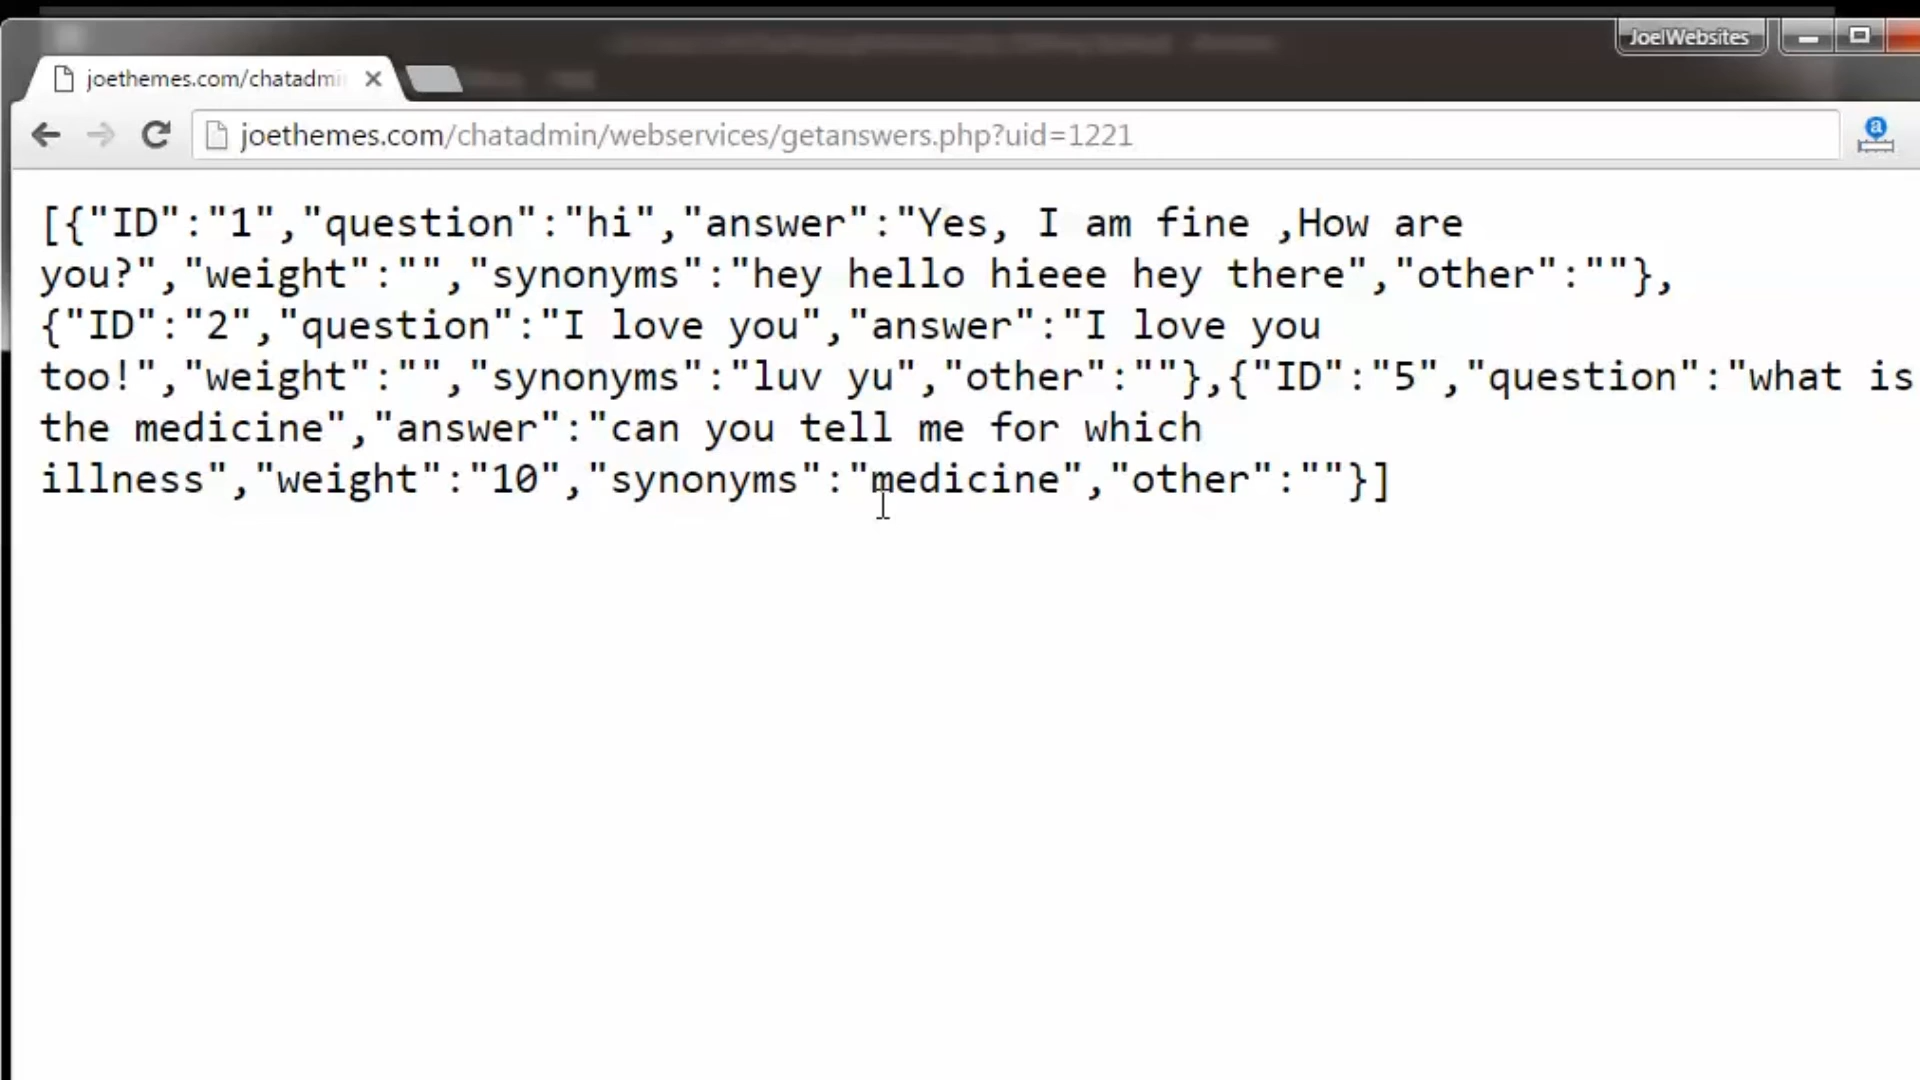 JoelWebsites
joethemes.com/chatadmi
joethemes.com/chatadmin/webservices/getanswers.php?uid=1221
a
[{"ID":"1","question":"hi","answer":"Yes, I am fine ,How are
you?","weight":"","synonyms":"hey hello hieee hey there","other":""},
{"ID":"2","question":"I love you","answer":"I love you
too!","weight":"","synonyms":"luv yu","other":""},{"ID":"5","question":"what is
the medicine","answer":"can you tell me for which
illness","weight":"10","synonyms":"medicine","other":""}]